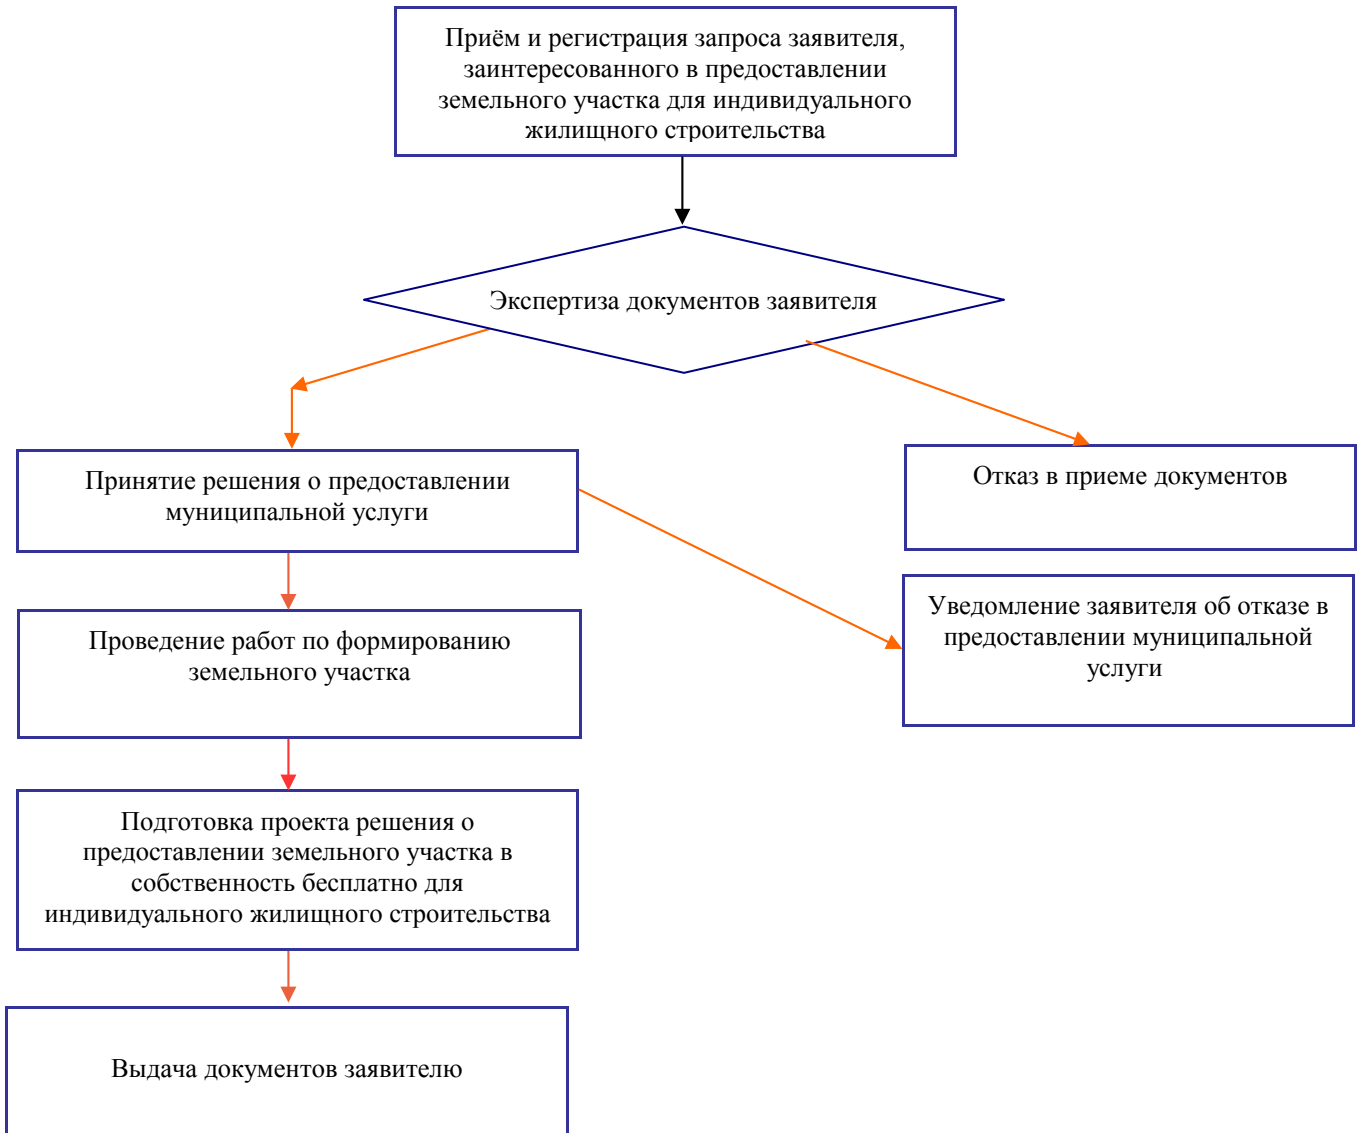 Приём и регистрация запроса заявителя,
заинтересованного в предоставлении
земельного участка для индивидуального
жилищного строительства
Экспертиза документов заявителя
Принятие решения о предоставлении
муниципальной услуги
Отказ в приеме документов
Уведомление заявителя об отказе в
предоставлении муниципальной
услуги
Проведение работ по формированию
земельного участка
Подготовка проекта решения о
предоставлении земельного участка в
собственность бесплатно для
индивидуального жилищного строительства
Выдача документов заявителю